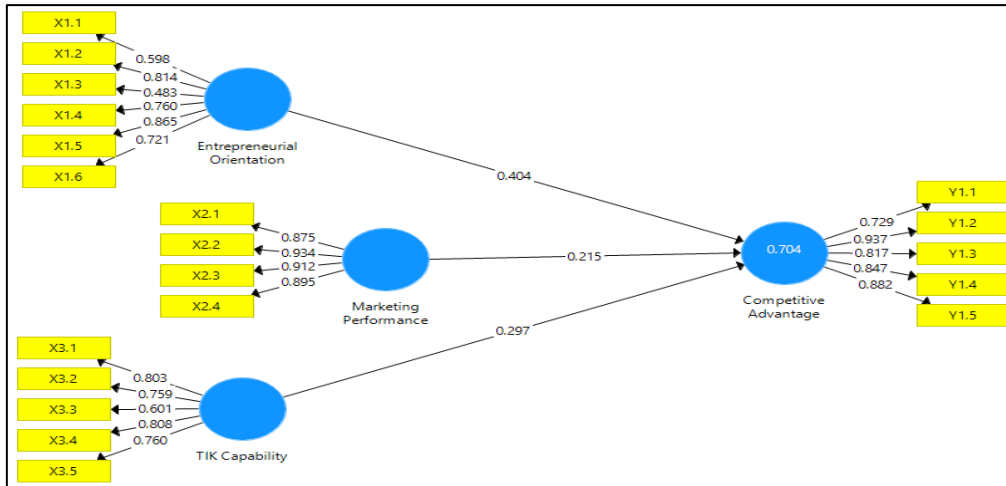 X1.1
X1.2
X1.3
X1.4
X1.5
X1.6
0.598
0.814
0.483
0.760
0.865
0.721
Entrepreneurial
Orientation
0.404
X2.1
X2.2
X2.3
X2.4
0.875
0.934
0.912
0.895
Marketing
Performance
0.215
X3.1
X3.2
X3.3
X3.4
X3.5
0.803
0.759
0.601
0.808
0.760
TIK Capability
0.297
0.704
Competitive
Advantage
0.729
0.937
0.817
0.847
0.882
Y1.1
Y1.2
Y1.3
Y1.4
Y1.5